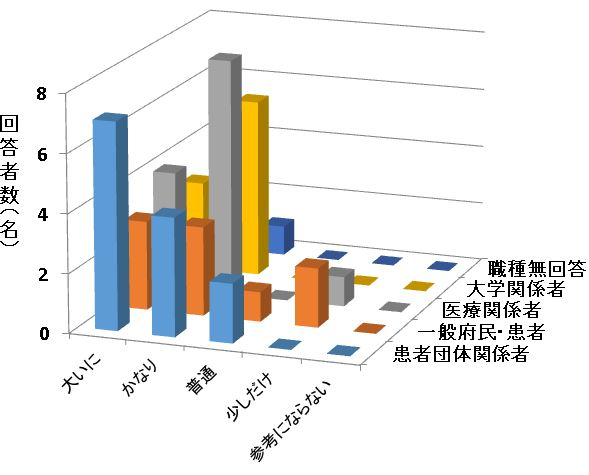 回答者数(名)
8
6
4
2
0
大いに
かなり
普通
少しだけ
参考にならない
職種無回答
大学関係者
医療関係者
一般府民・患者
患者団体関係者